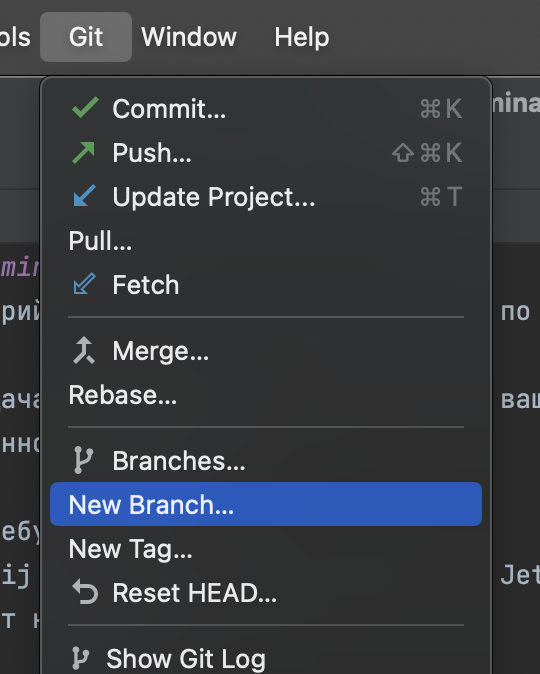 ols Git Window Help
Commit... ⌘K
Push... ⇧⌘K
Update Project... ⌘T
Pull...
Fetch
Merge...
Rebase...
Branches...
New Branch...
New Tag...
Reset HEAD...
Show Git Log
mina
min
рий
по
дача
ваш
нно
ебу
ij
Jet
т н